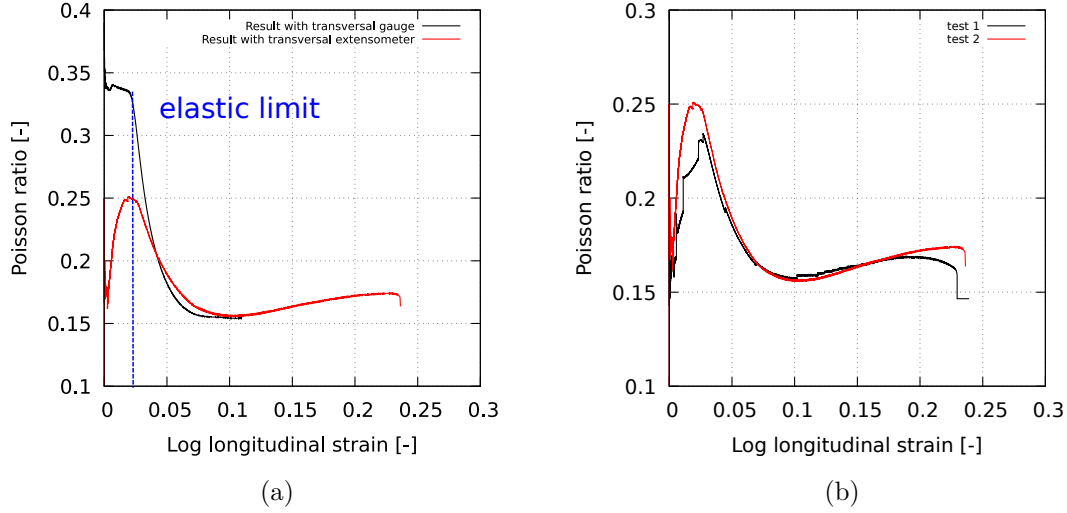 0.4
0.35
0.3
0.25
0.2
0.15
0.1
Poisson ratio [-]
Result with transversal gauge
Result with transversal extensometer
elastic limit
0 0.05 0.1 0.15 0.2 0.25 0.3
Log longitudinal strain [-]
(a)
0.3
0.25
0.2
0.15
0.1
Poisson ratio [-]
test 1
test 2
0 0.05 0.1 0.15 0.2 0.25 0.3
Log longitudinal strain [-]
(b)